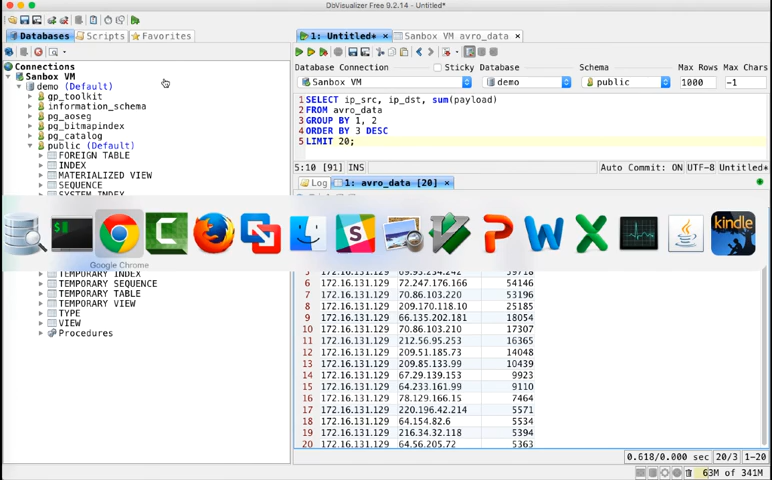 DbVisualizer Free 9.2.14 - Untitled*
Databases Scripts Favorites
1: Untitled* × Sanbox VM avro_data ×
Connections
Sanbox VM
demo (Default)
gp_toolkit
information_schema
pg_aoseg
pg_bitmapindex
pg_catalog
public (Default)
FOREIGN TABLE
INDEX
MATERIALIZED VIEW
SEQUENCE
SYSTEM INDEX
Google Chrome
TEMPORARY INDEX
TEMPORARY SEQUENCE
TEMPORARY TABLE
TEMPORARY VIEW
TYPE
VIEW
Procedures
Database Connection Sticky Database Schema Max Rows Max Chars
Sanbox VM demo public 1000 -1
1 SELECT ip_src, ip_dst, sum(payload)
2 FROM avro_data
3 GROUP BY 1, 2
4 ORDER BY 3 DESC
5 LIMIT 20;
5:10 [91] INS Auto Commit: ON UTF-8 Untitled*
Log 1: avro_data [20] ×
kindle
5 172.16.131.129 69.93.234.242 59718
6 172.16.131.129 72.247.176.166 54146
7 172.16.131.129 70.86.103.220 53196
8 172.16.131.129 209.170.118.10 25185
9 172.16.131.129 66.135.202.181 18054
10 172.16.131.129 70.86.103.210 17307
11 172.16.131.129 212.56.95.253 16365
12 172.16.131.129 209.51.185.73 14048
13 172.16.131.129 209.85.133.99 10439
14 172.16.131.129 67.29.139.153 9923
15 172.16.131.129 64.233.161.99 9110
16 172.16.131.129 78.129.166.15 7464
17 172.16.131.129 220.196.42.214 5571
18 172.16.131.129 64.154.82.6 5534
19 172.16.131.129 216.34.32.118 5394
20 172.16.131.129 64.56.205.72 5363
0.618/0.000 sec 20/3 1-20
63M of 341M